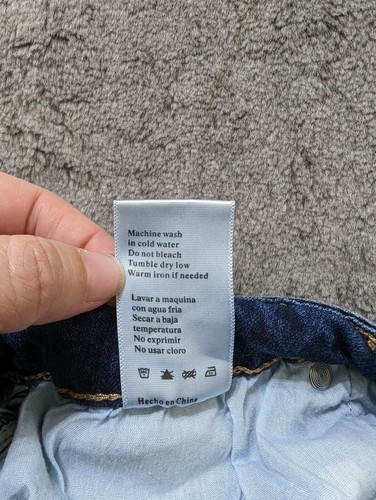 Machine wash
in cold water
Do not bleach
Tumble dry low
Warm iron if needed
Lavar a maquina
con agua fria
Secar a baja
temperatura
No exprimir
No usar cloro
Hecho en China